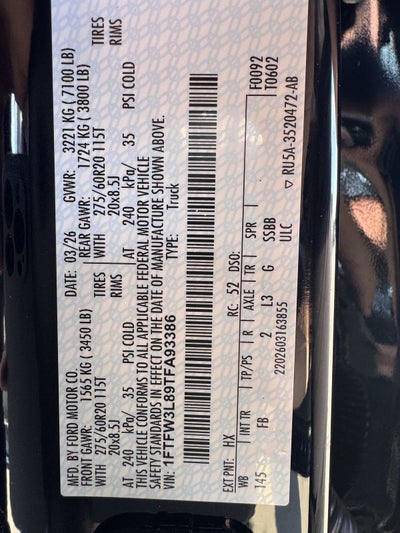 MFD. BY FORD MOTOR CO.
DATE: 03/26 GVWR: 3221 KG ( 7100 LB)
FRONT GAWR: 1565 KG ( 3450 LB) REAR GAWR: 1724 KG ( 3800 LB)
WITH 275/60R20 115T TIRES WITH 275/60R20 115T TIRES
20x8.5J RIMS 20x8.5J RIMS
AT 240 kPa/ 35 PSI COLD AT 240 kPa/ 35 PSI COLD
THIS VEHICLE CONFORMS TO ALL APPLICABLE FEDERAL MOTOR VEHICLE
SAFETY STANDARDS IN EFFECT ON THE DATE OF MANUFACTURE SHOWN ABOVE.
VIN: 1FTFW3L89TFA93386
TYPE: Truck
F0092
T0602
EXT PNT: HX RC: 52 DSO:
WB INT TR TP/PS R AXLE TR SPR
145 FB 2 L3 G SSBB
ULC
2202603163855
▽ RU5A-3520472-AB